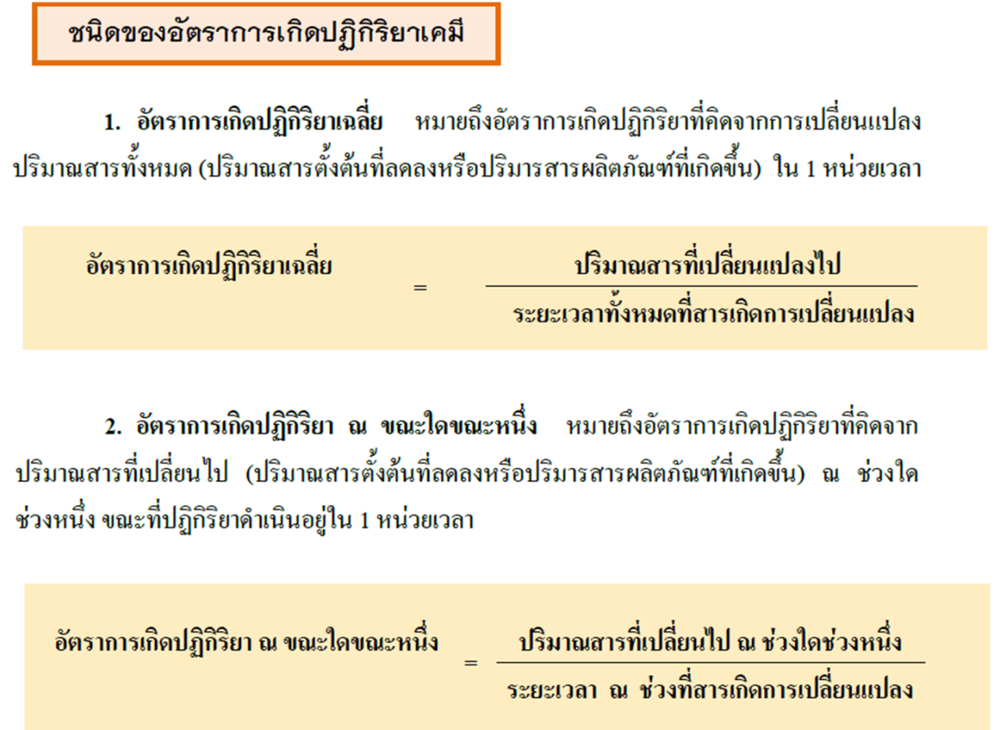 ชนิดของอัตราการเกิดปฏิกิริยาเคมี
1. อัตราการเกิดปฏิกิริยาเฉลี่ย หมายถึงอัตราการเกิดปฏิกิริยาที่คิดจากการเปลี่ยนแปลง
ปริมาณสารทั้งหมด (ปริมาณสารตั้งต้นที่ลดลงหรือปริมารสารผลิตภัณฑ์ที่เกิดขึ้น) ใน 1 หน่วยเวลา
อัตราการเกิดปฏิกิริยาเฉลี่ย = ปริมาณสารที่เปลี่ยนแปลงไป
ระยะเวลาทั้งหมดที่สารเกิดการเปลี่ยนแปลง
2. อัตราการเกิดปฏิกิริยา ณ ขณะใดขณะหนึ่ง หมายถึงอัตราการเกิดปฏิกิริยาที่คิดจาก
ปริมาณสารที่เปลี่ยนไป (ปริมาณสารตั้งต้นที่ลดลงหรือปริมารสารผลิตภัณฑ์ที่เกิดขึ้น) ณ ช่วงใด
ช่วงหนึ่ง ขณะที่ปฏิกิริยาดำเนินอยู่ใน 1 หน่วยเวลา
อัตราการเกิดปฏิกิริยา ณ ขณะใดขณะหนึ่ง = ปริมาณสารที่เปลี่ยนไป ณ ช่วงใดช่วงหนึ่ง
ระยะเวลา ณ ช่วงที่สารเกิดการเปลี่ยนแปลง